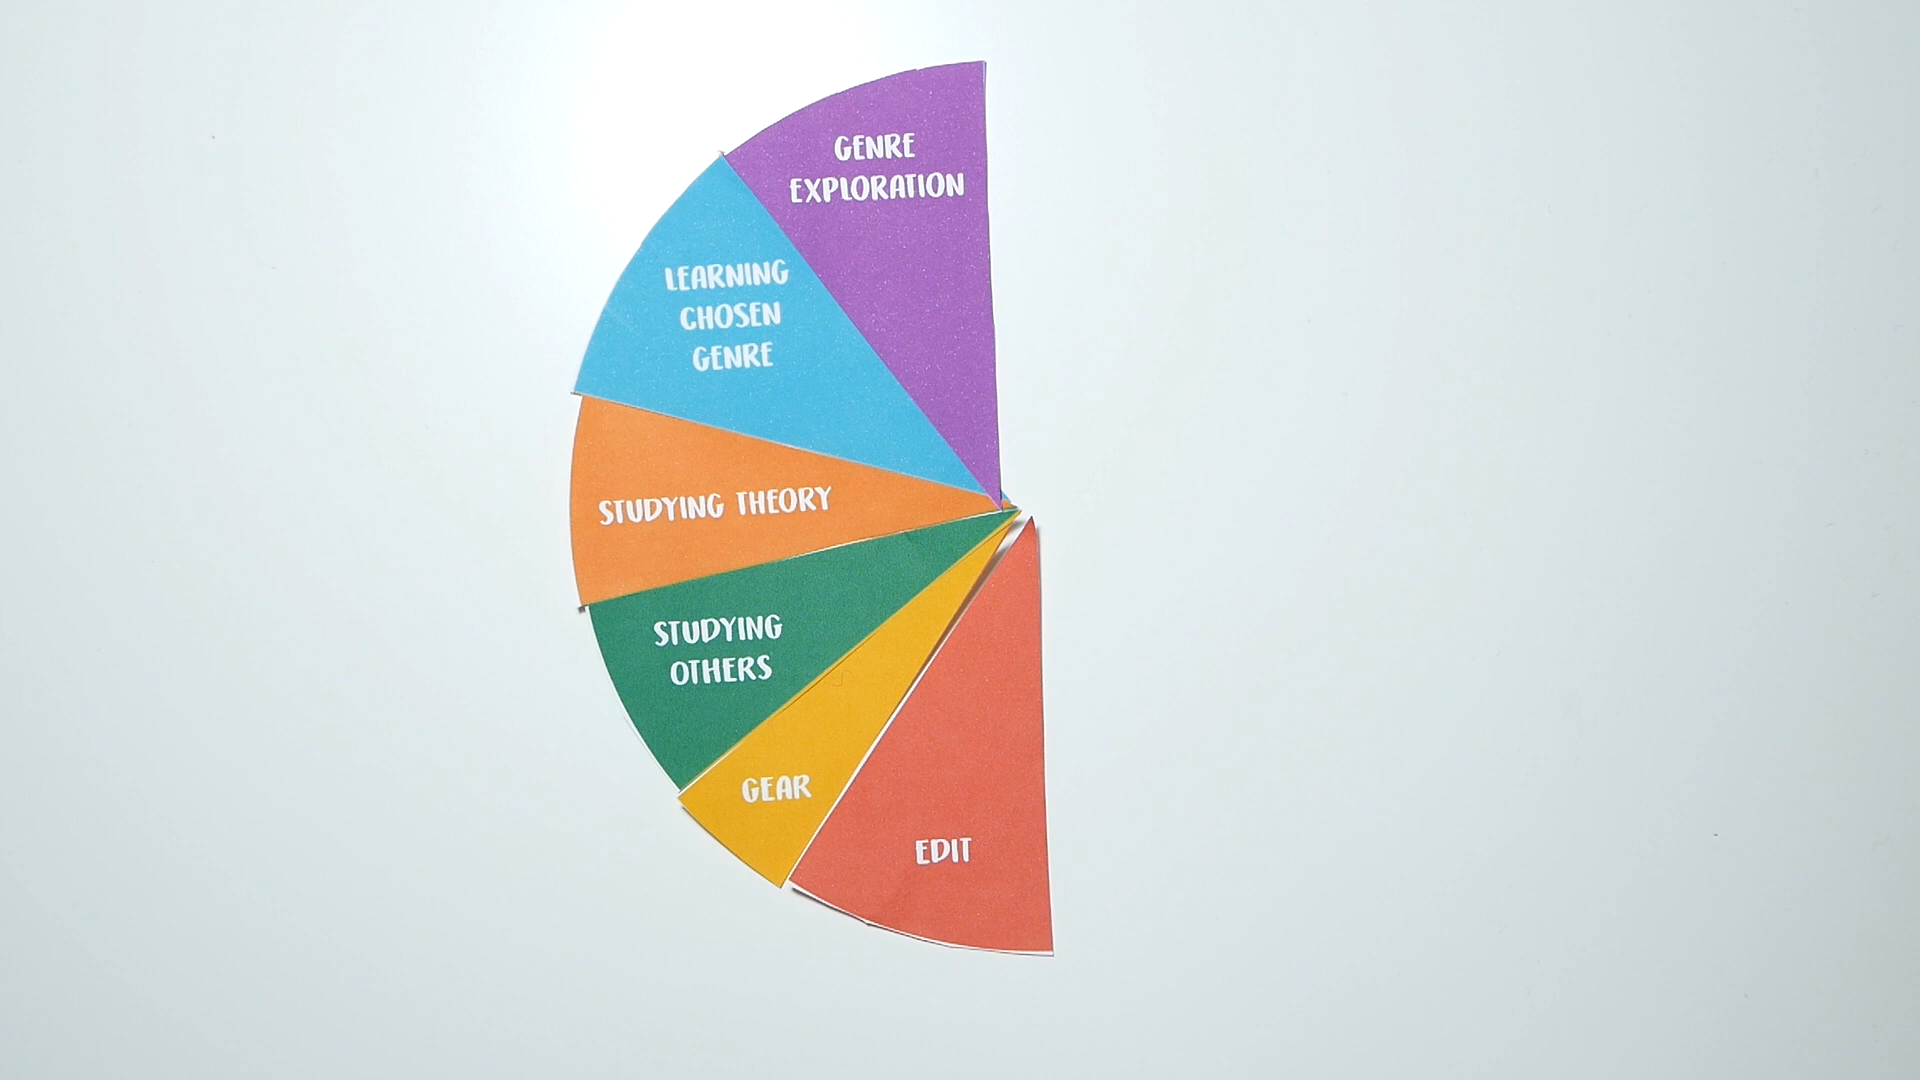 GENRE
EXPLORATION
LEARNING
CHOSEN
GENRE
STUDYING THEORY
STUDYING
OTHERS
GEAR
EDIT